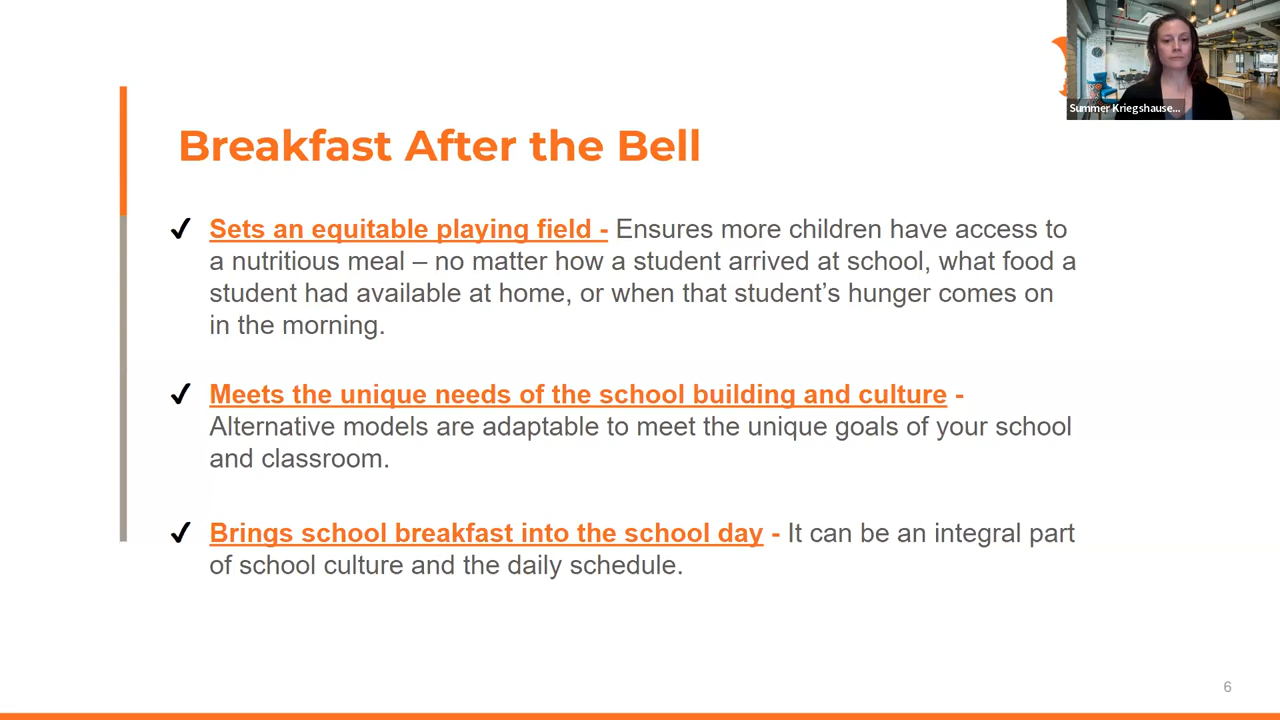 Summer Kriegshause...
Breakfast After the Bell
✔ Sets an equitable playing field - Ensures more children have access to
a nutritious meal – no matter how a student arrived at school, what food a
student had available at home, or when that student’s hunger comes on
in the morning.
✔ Meets the unique needs of the school building and culture -
Alternative models are adaptable to meet the unique goals of your school
and classroom.
✔ Brings school breakfast into the school day - It can be an integral part
of school culture and the daily schedule.
6